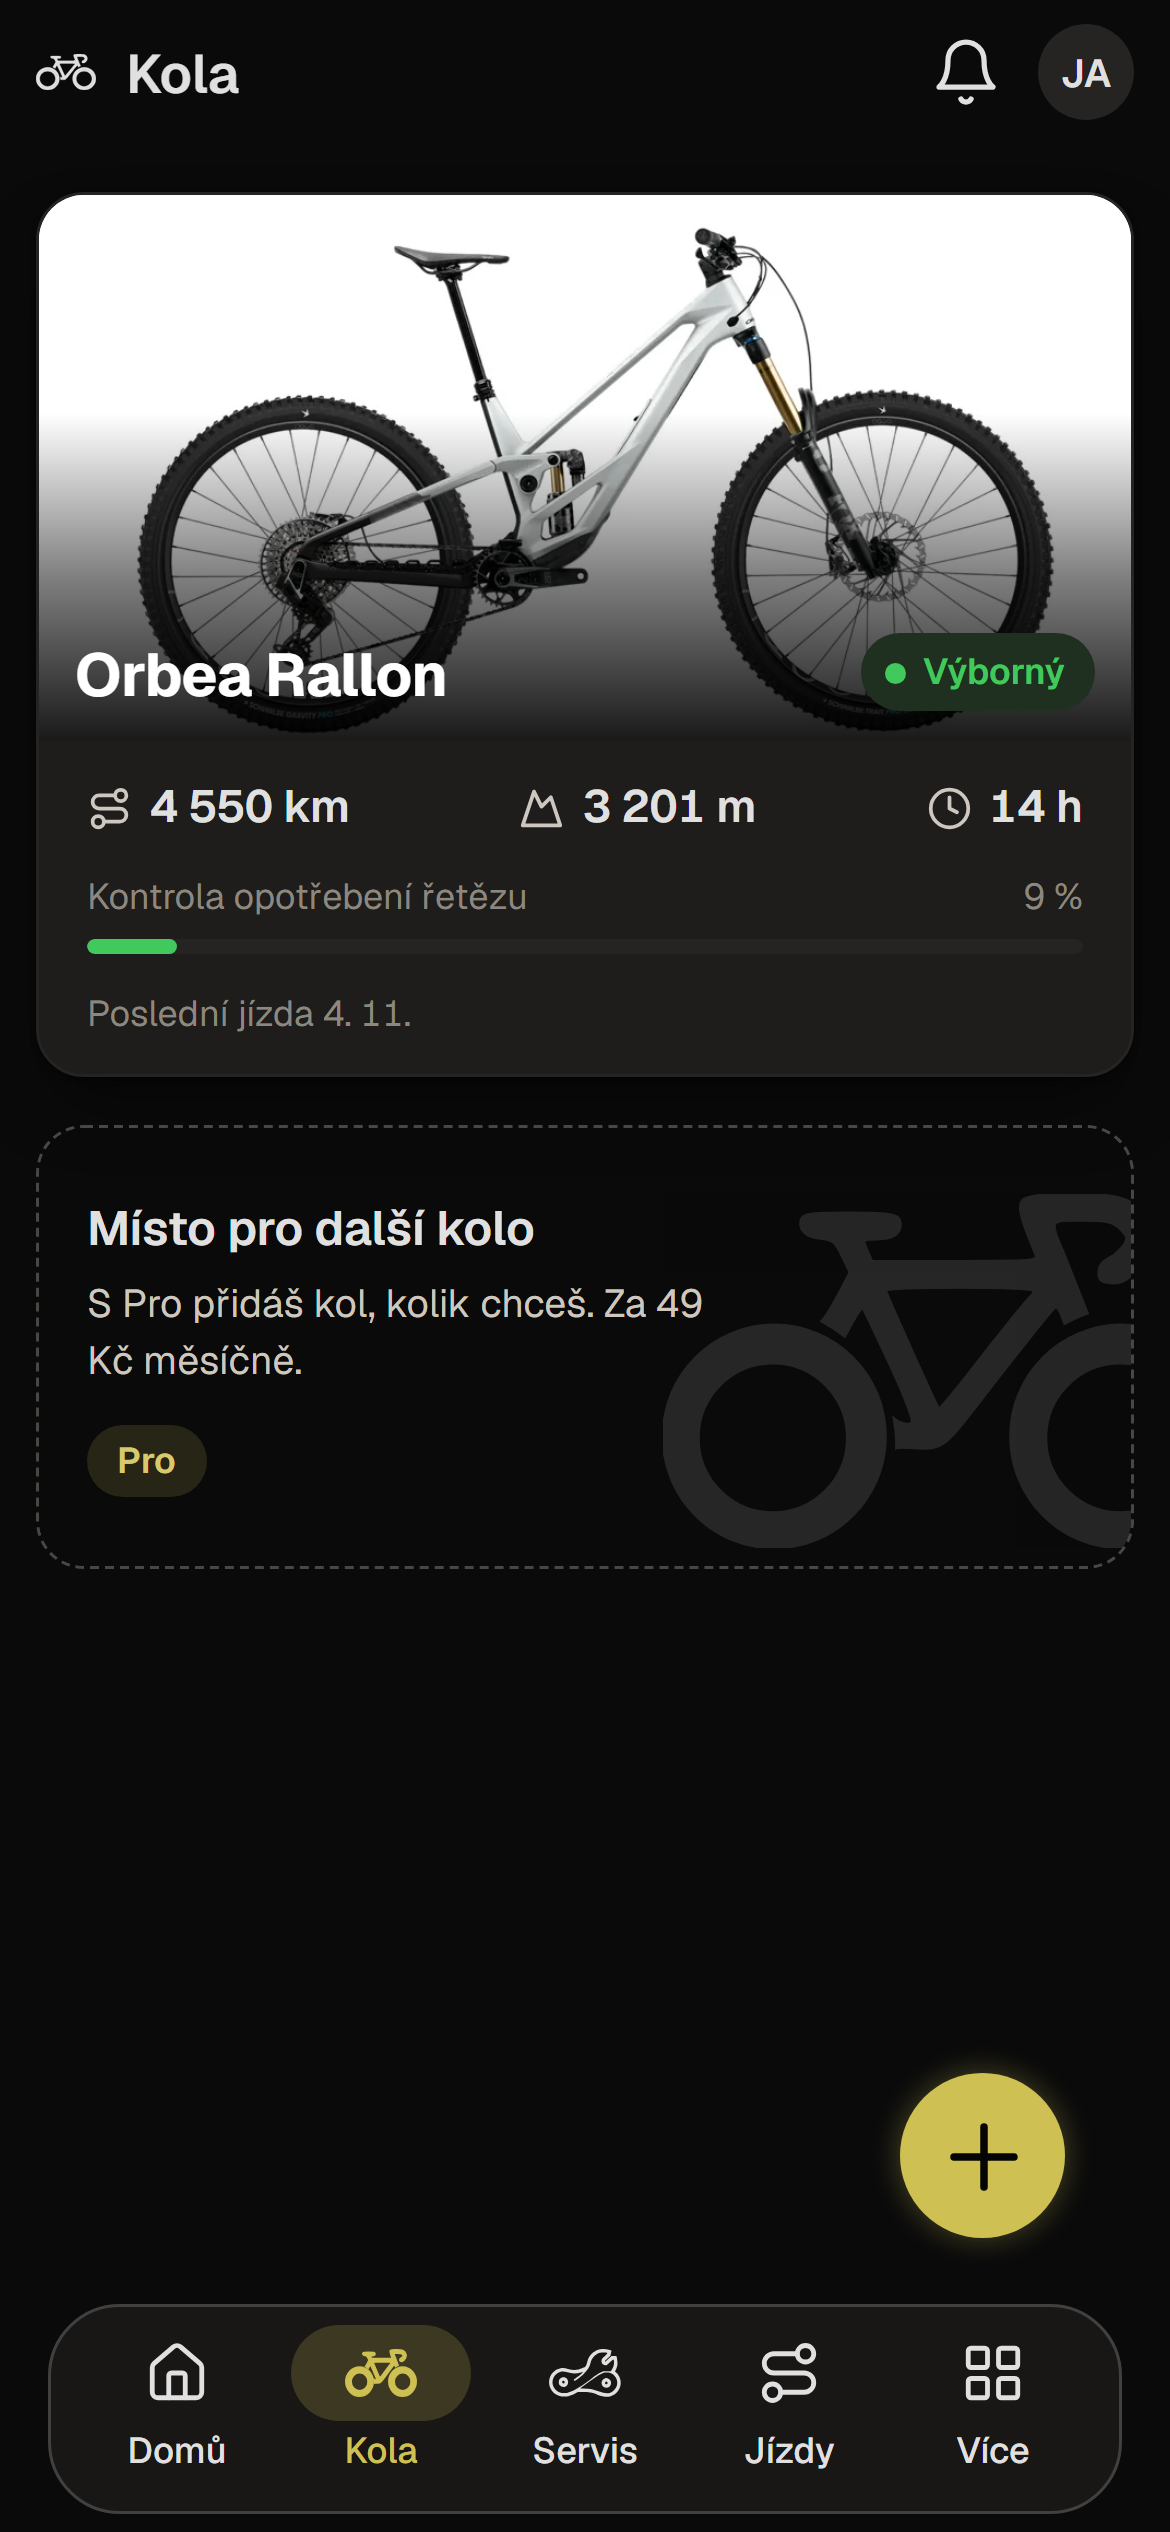 Kola
JA
Orbea Rallon
Výborný
4 550 km
3 201 m
14 h
Kontrola opotřebení řetězu
9 %
Poslední jízda 4. 11.
Místo pro další kolo
S Pro přidáš kol, kolik chceš. Za 49
Kč měsíčně.
Pro
Domů
Kola
Servis
Jízdy
Více